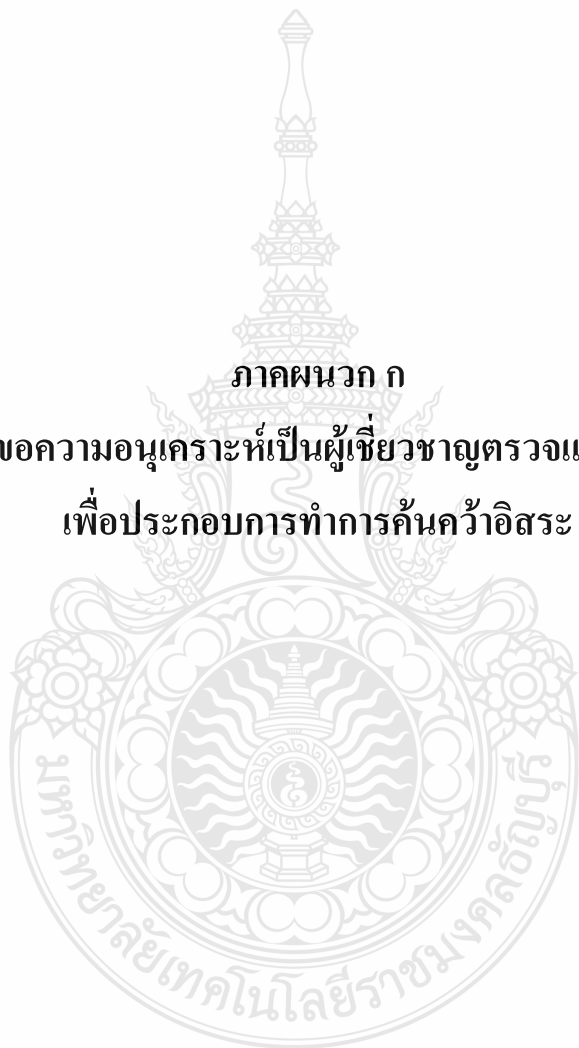 ภาคผนวก ก
ขอความอนุเคราะห์เป็นผู้เชี่ยวชาญตรวจแ
เพื่อประกอบการทำการค้นคว้าอิสระ
มหาวิทยาลัยเทคโนโลยีราชมงคลธัญบุรี